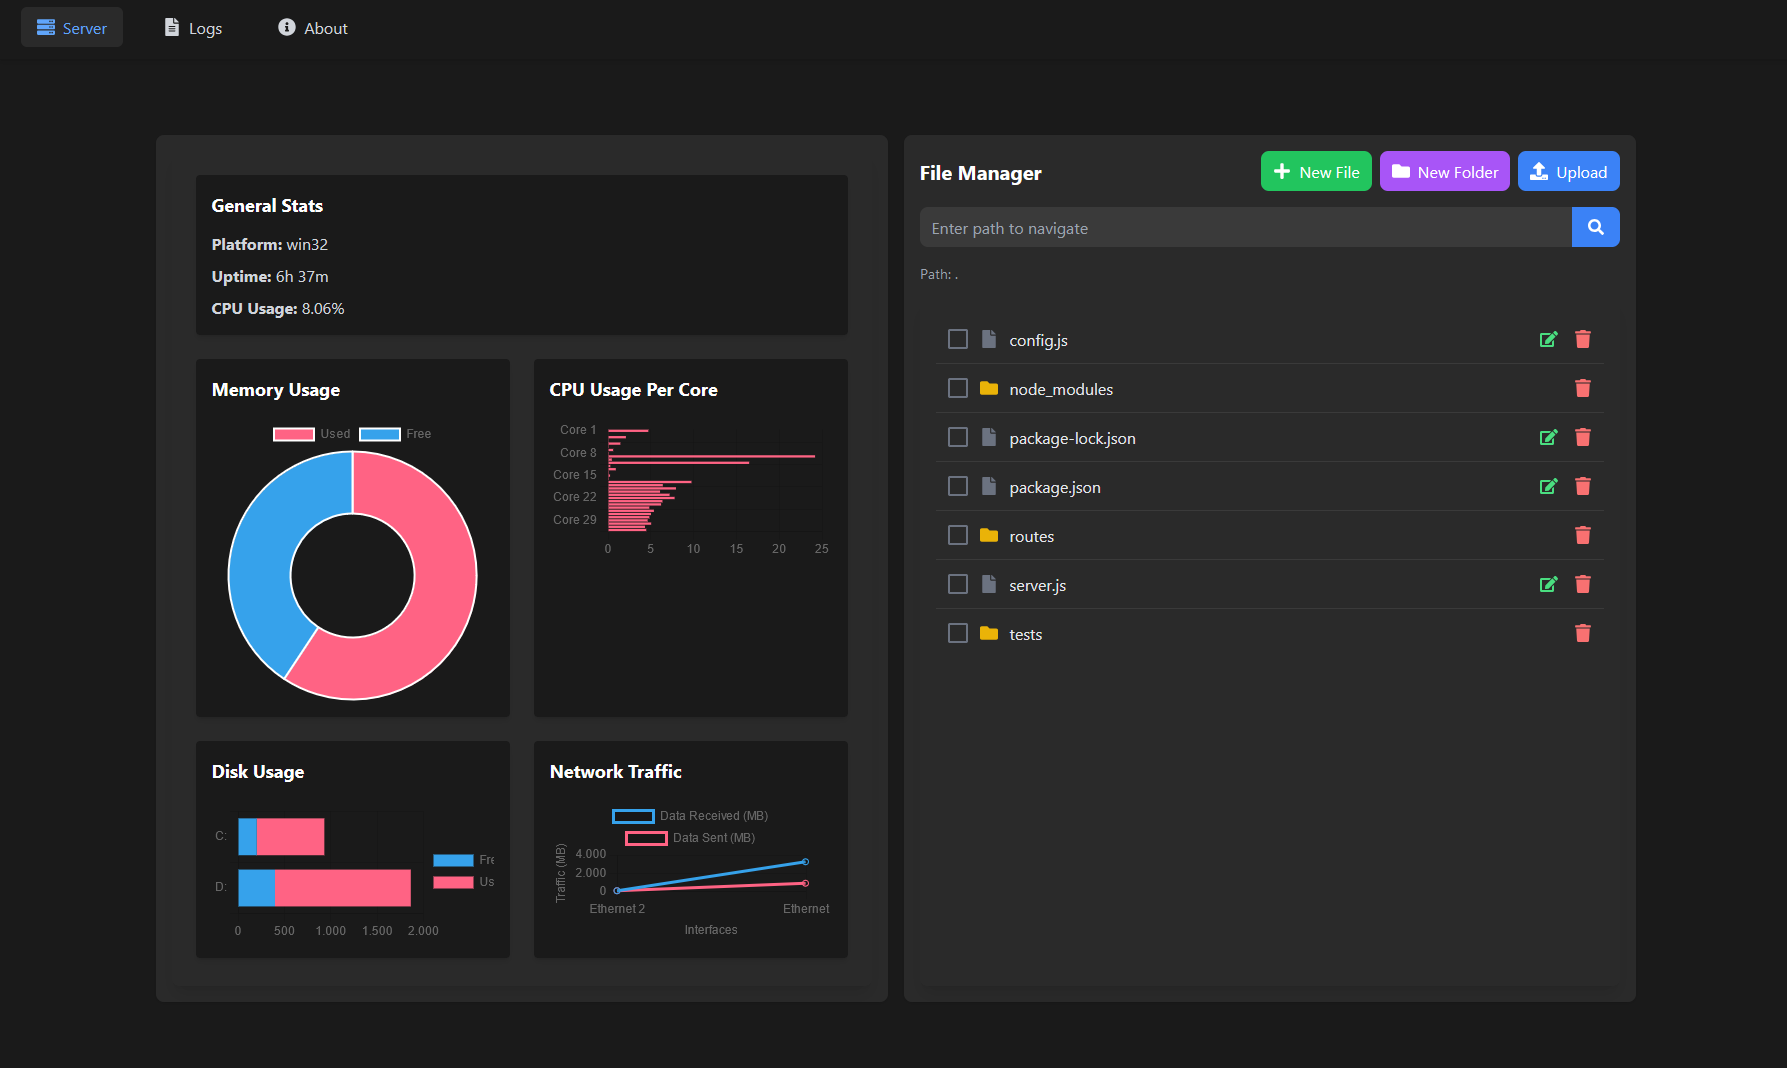 Server
Logs
About
General Stats
Platform: win32
Uptime: 6h 37m
CPU Usage: 8.06%
Memory Usage
Used
Free
CPU Usage Per Core
Core 1
Core 8
Core 15
Core 22
Core 29
0 5 10 15 20 25
Disk Usage
C:
D:
Fre
Us
0 500 1.000 1.500 2.000
Network Traffic
Data Received (MB)
Data Sent (MB)
Traffic (MB)
4.000
2.000
0
Ethernet 2 Ethernet
Interfaces
File Manager
New File
New Folder
Upload
Enter path to navigate
Path: .
config.js
node_modules
package-lock.json
package.json
routes
server.js
tests